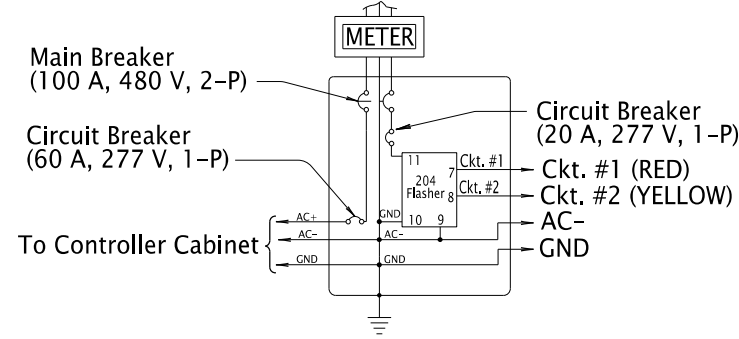 METER
Main Breaker
(100 A, 480 V, 2-P)
Circuit Breaker
(20 A, 277 V, 1-P)
Circuit Breaker
(60 A, 277 V, 1-P)
11
7
Ckt. #1
Ckt. #1 (RED)
204
Flasher
8
Ckt. #2
Ckt. #2 (YELLOW)
GND
10
9
AC+
AC-
AC-
AC-
To Controller Cabinet
GND
GND
GND